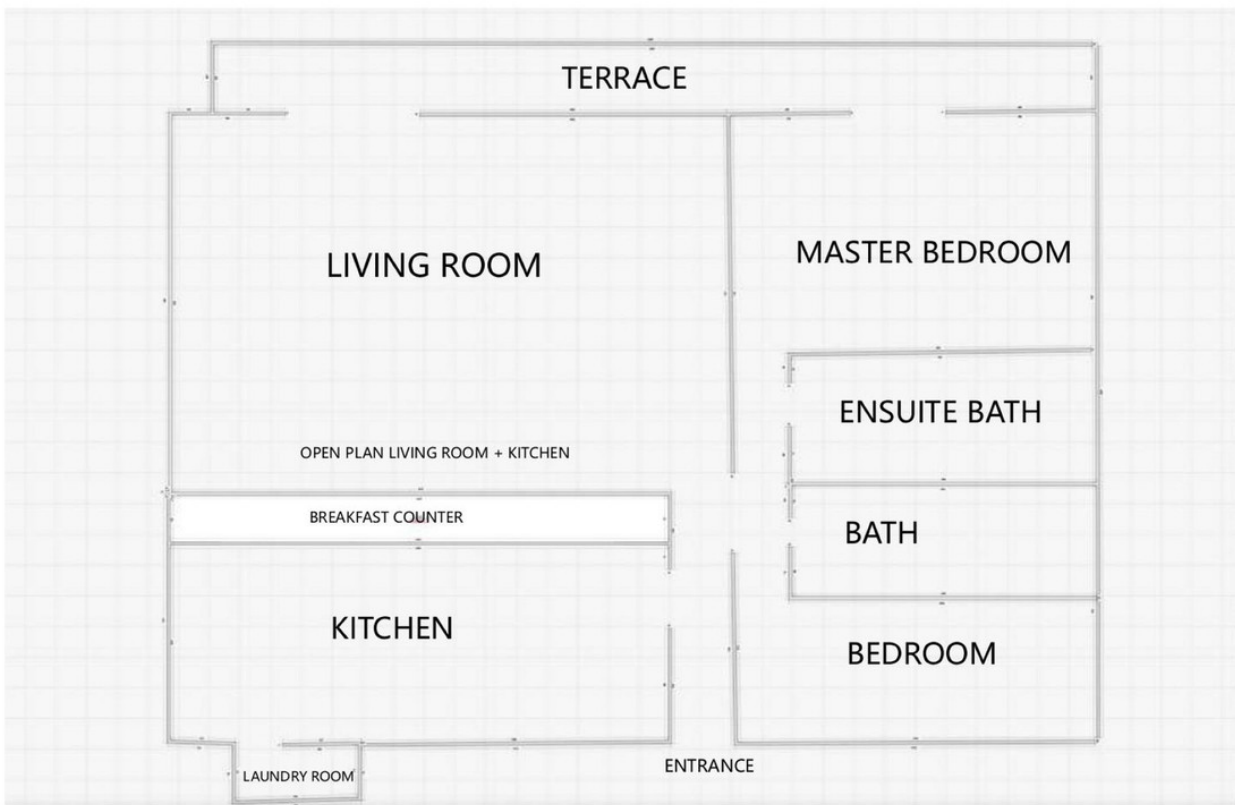 TERRACE
LIVING ROOM
MASTER BEDROOM
ENSUITE BATH
OPEN PLAN LIVING ROOM + KITCHEN
BREAKFAST COUNTER
BATH
KITCHEN
BEDROOM
ENTRANCE
LAUNDRY ROOM